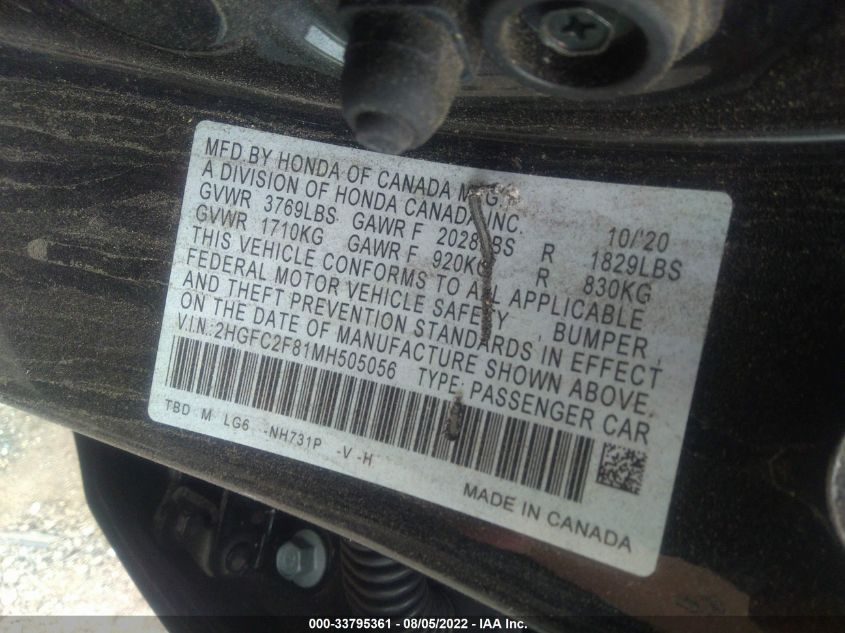 MFD.BY HONDA OF CANADA MFG., 10/'20
A DIVISION OF HONDA CANADA INC.
GVWR 3769LBS GAWR F 2028LBS R 1829LBS
GVWR 1710KG GAWR F 920KG R 830KG
THIS VEHICLE CONFORMS TO ALL APPLICABLE
FEDERAL MOTOR VEHICLE SAFETY , BUMPER ,
AND THEFT PREVENTION STANDARDS IN EFFECT
ON THE DATE OF MANUFACTURE SHOWN ABOVE.
V.I.N.:2HGFC2F81MH505056 TYPE: PASSENGER CAR
TBD M LG6 -NH731P -V -H
MADE IN CANADA
000-33795361 - 08/05/2022 - IAA Inc.